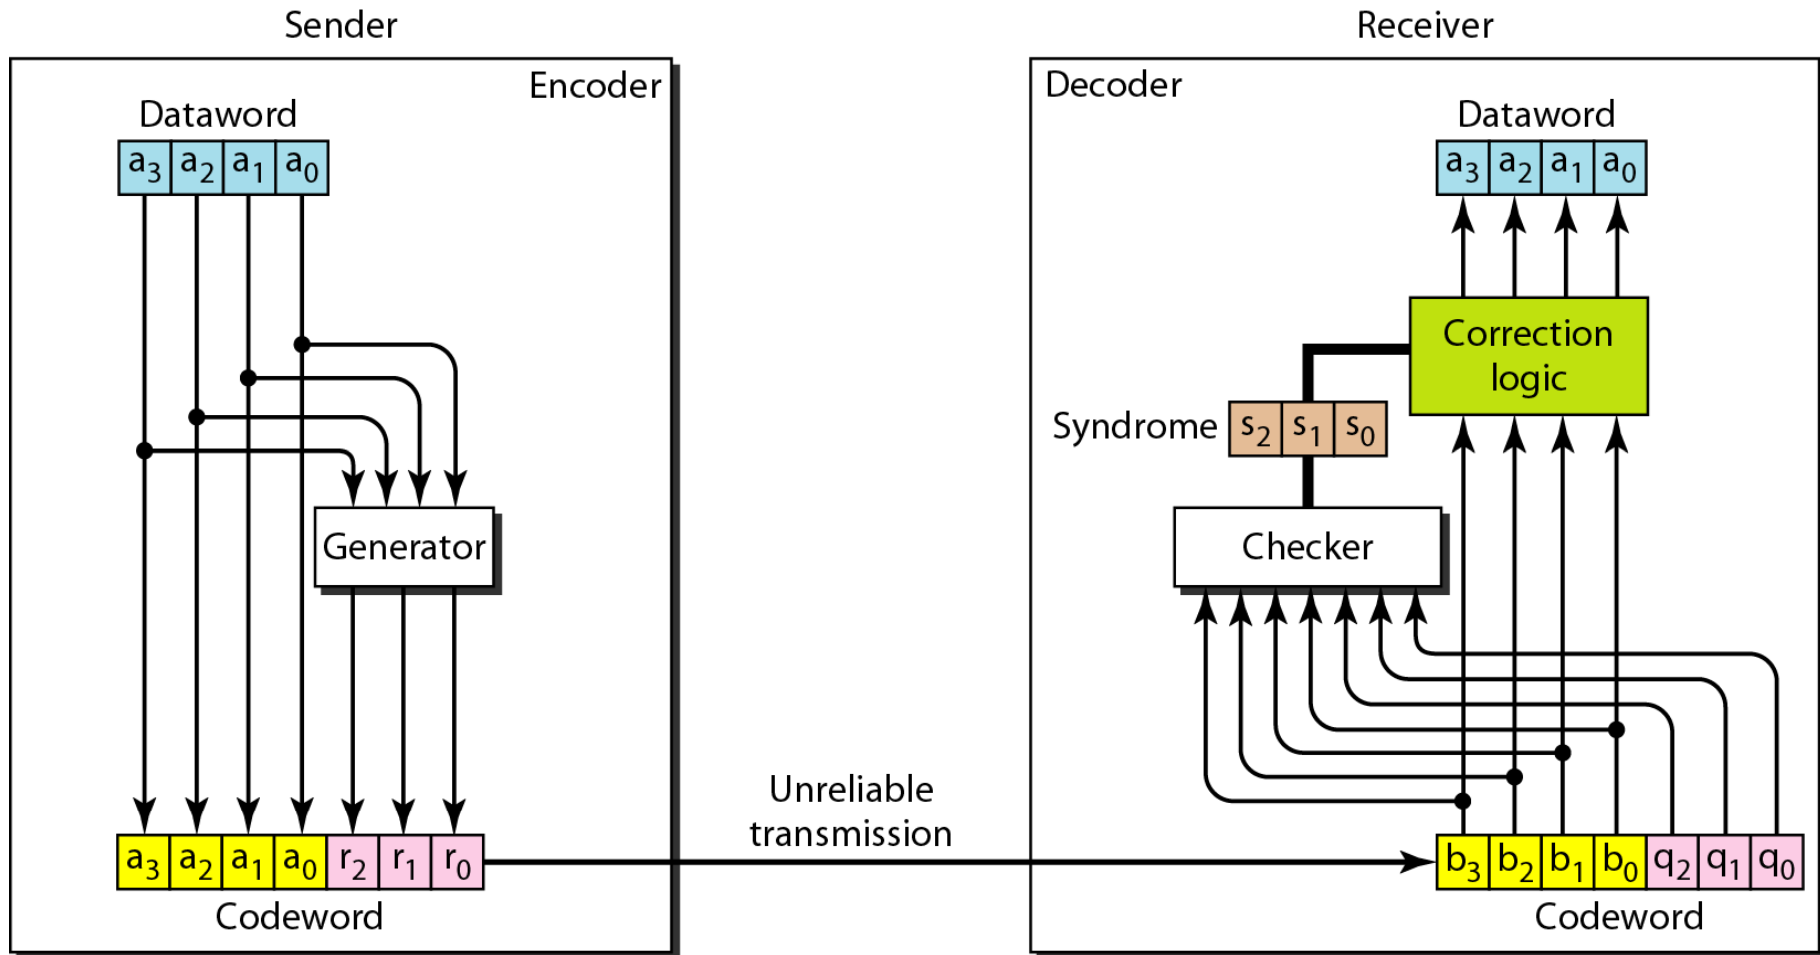 Sender
Receiver
Encoder
Decoder
Dataword
Dataword
a₃ a₂ a₁ a₀
a₃ a₂ a₁ a₀
Correction
logic
Syndrome
s₂ s₁ s₀
Generator
Checker
Unreliable
transmission
a₃ a₂ a₁ a₀ r₂ r₁ r₀
b₃ b₂ b₁ b₀ q₂ q₁ q₀
Codeword
Codeword